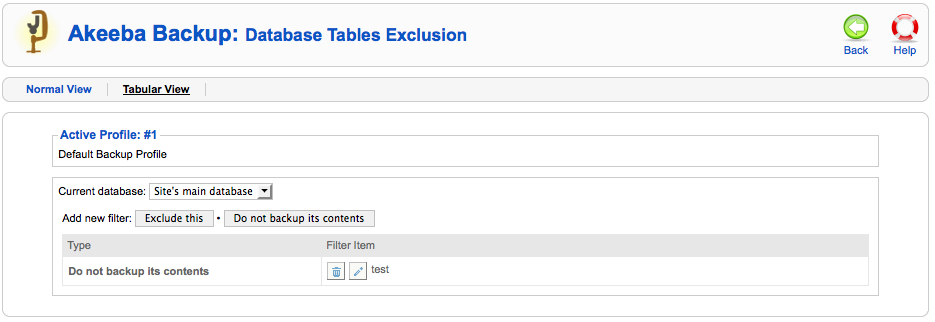 Akeeba Backup: Database Tables Exclusion
Back
Help
Normal View
Tabular View
Active Profile: #1
Default Backup Profile
Current database: Site's main database
Add new filter: Exclude this • Do not backup its contents
Type Filter Item
Do not backup its contents test